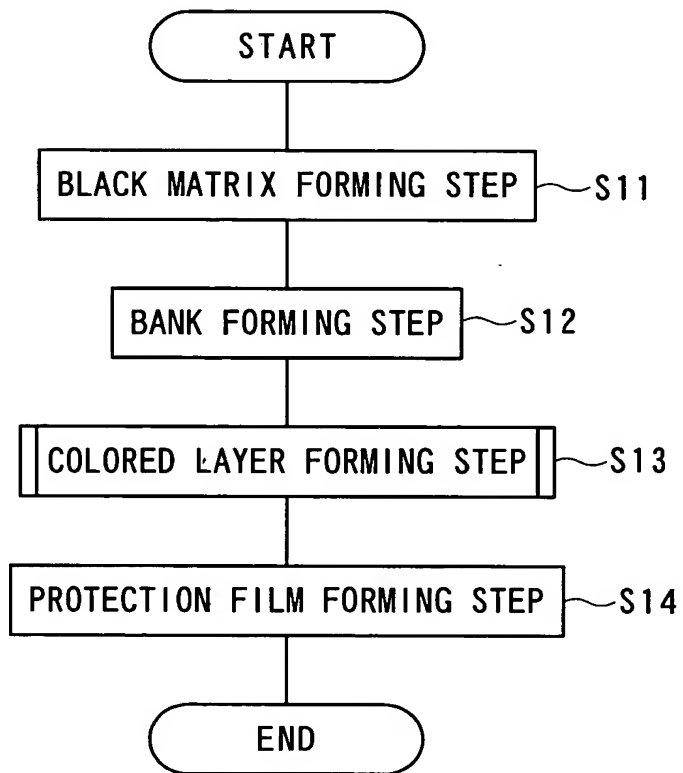 START
BLACK MATRIX FORMING STEP S11
BANK FORMING STEP S12
COLORED LAYER FORMING STEP S13
PROTECTION FILM FORMING STEP S14
END